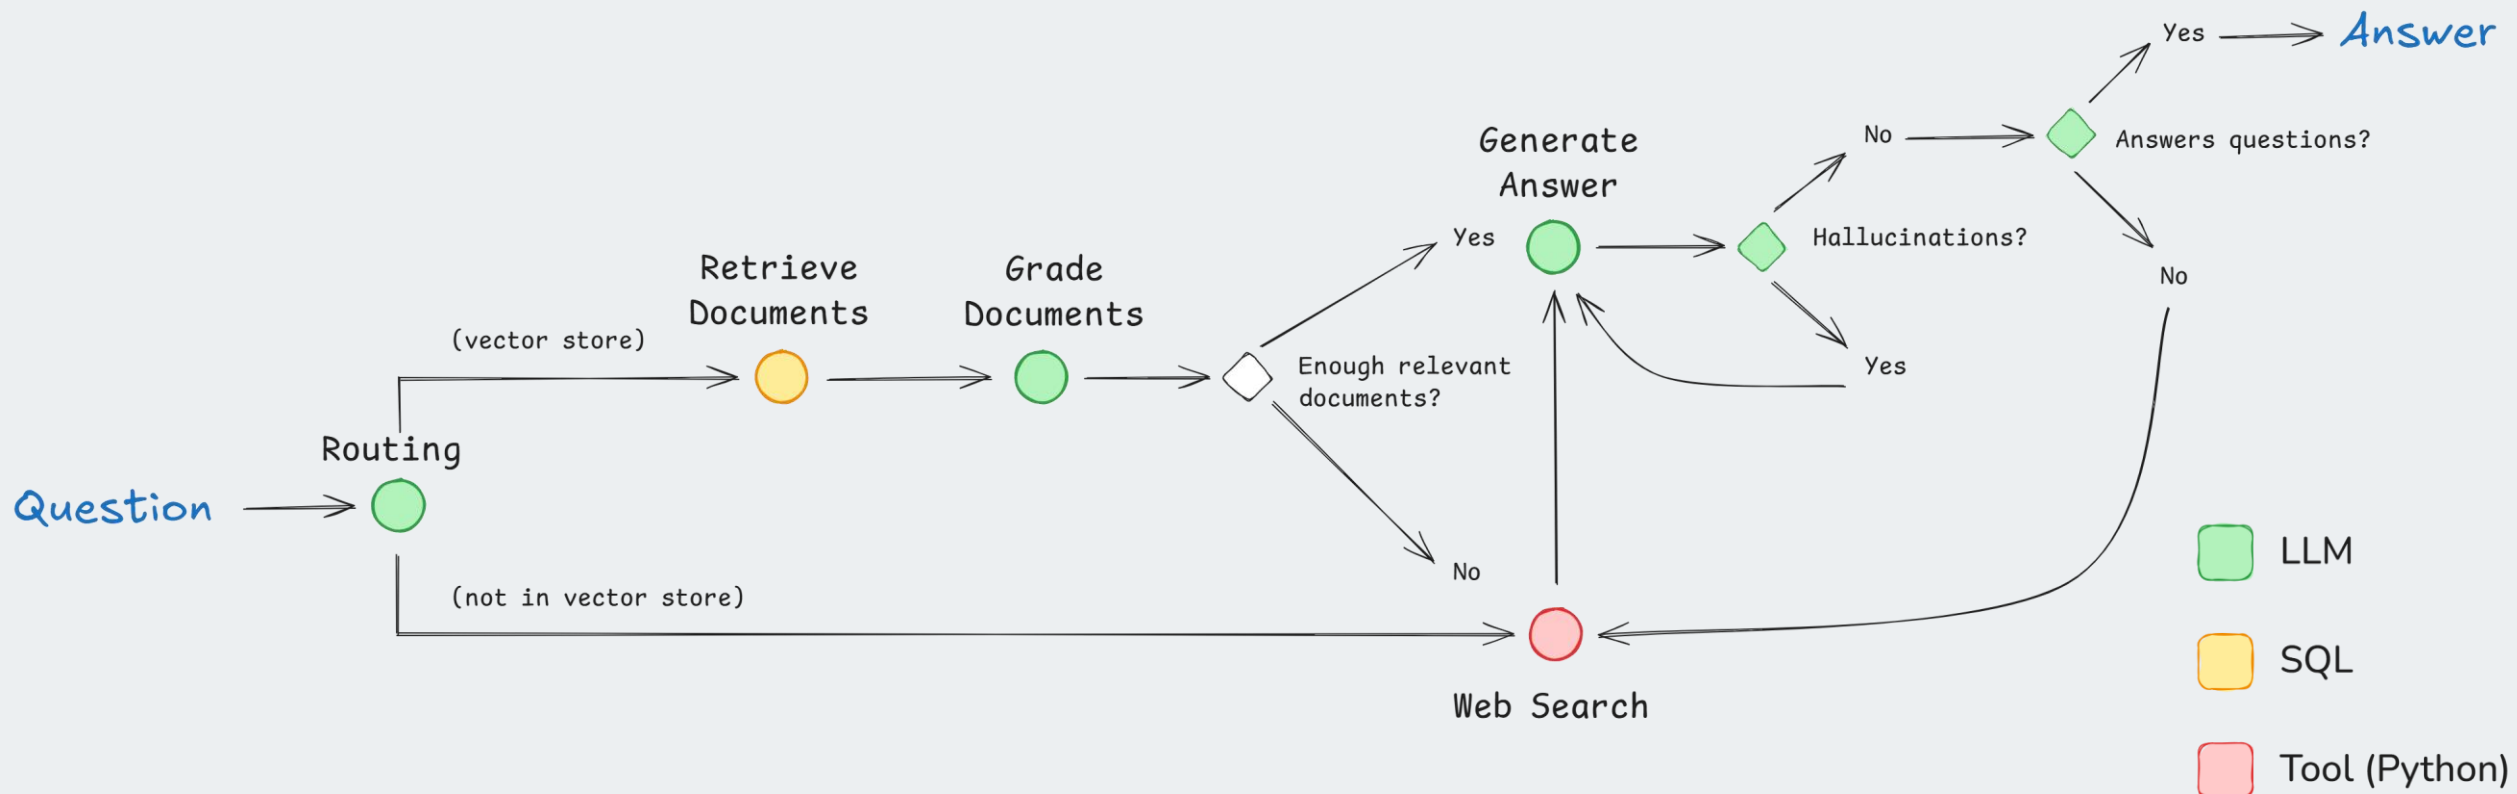 Yes
Answer
Generate
Answer
No
Answers questions?
Yes
Hallucinations?
Retrieve
Documents
Grade
Documents
No
(vector store)
Enough relevant
documents?
Yes
Routing
Question
No
(not in vector store)
Web Search
LLM
SQL
Tool (Python)